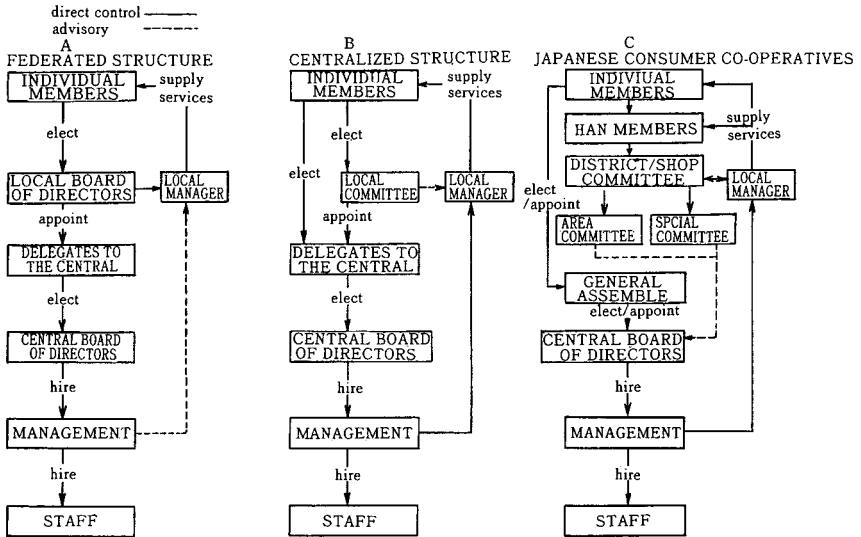 direct control
advisory
A
FEDERATED STRUCTURE
INDIVIDUAL
MEMBERS
supply
services
elect
LOCAL BOARD
OF DIRECTORS
LOCAL
MANAGER
appoint
DELEGATES TO
THE CENTRAL
elect
CENTRAL BOARD
OF DIRECTORS
hire
MANAGEMENT
hire
STAFF
B
CENTRALIZED STRUCTURE
INDIVIDUAL
MEMBERS
supply
services
elect
elect
LOCAL
COMMITTEE
LOCAL
MANAGER
appoint
DELEGATES TO
THE CENTRAL
elect
CENTRAL BOARD
OF DIRECTORS
hire
MANAGEMENT
hire
STAFF
C
JAPANESE CONSUMER CO-OPERATIVES
INDIVIUAL
MEMBERS
HAN MEMBERS
supply
services
DISTRICT/SHOP
COMMITTEE
LOCAL
MANAGER
elect
/appoint
AREA
COMMITTEE
SPCIAL
COMMITTEE
GENERAL
ASSEMBLE
elect/appoint
CENTRAL BOARD
OF DIRECTORS
hire
MANAGEMENT
hire
STAFF